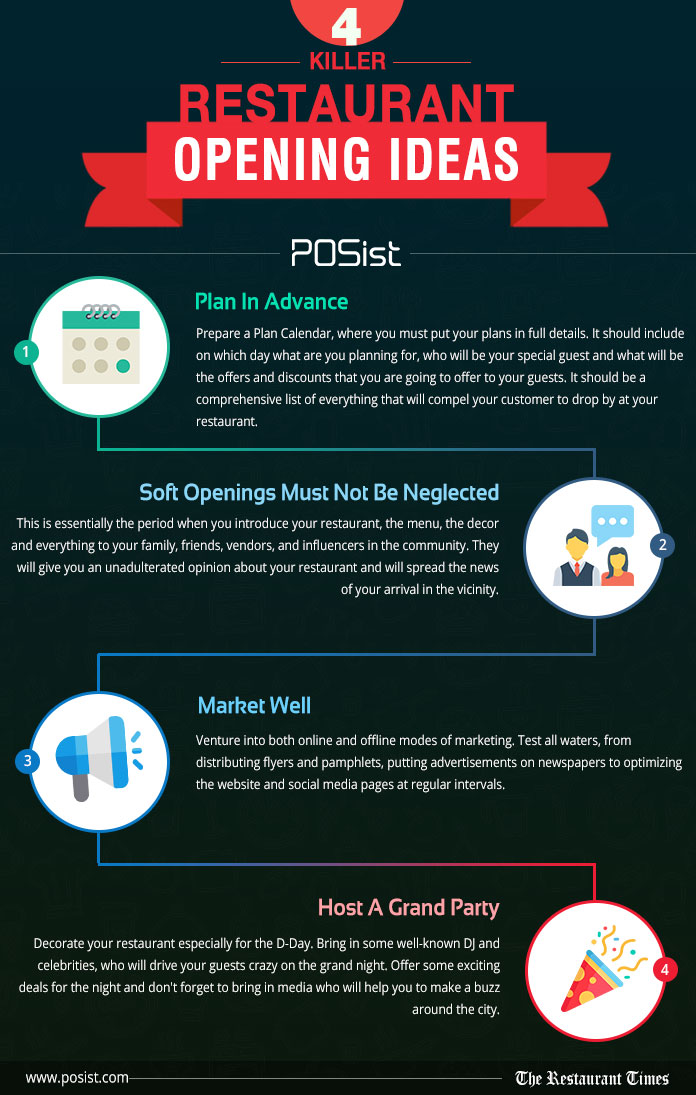 4
KILLER
RESTAURANT
OPENING IDEAS
POSist
Plan In Advance
1
Prepare a Plan Calendar, where you must put your plans in full details. It should include
on which day what are you planning for, who will be your special guest and what will be
the offers and discounts that you are going to offer to your guests. It should be a
comprehensive list of everything that will compel your customer to drop by at your
restaurant.
Soft Openings Must Not Be Neglected
2
This is essentially the period when you introduce your restaurant, the menu, the decor
and everything to your family, friends, vendors, and influencers in the community. They
will give you an unadulterated opinion about your restaurant and will spread the news
of your arrival in the vicinity.
Market Well
3
Venture into both online and offline modes of marketing. Test all waters, from
distributing flyers and pamphlets, putting advertisements on newspapers to optimizing
the website and social media pages at regular intervals.
Host A Grand Party
4
Decorate your restaurant especially for the D-Day. Bring in some well-known DJ and
celebrities, who will drive your guests crazy on the grand night. Offer some exciting
deals for the night and don't forget to bring in media who will help you to make a buzz
around the city.
www.posist.com
The Restaurant Times